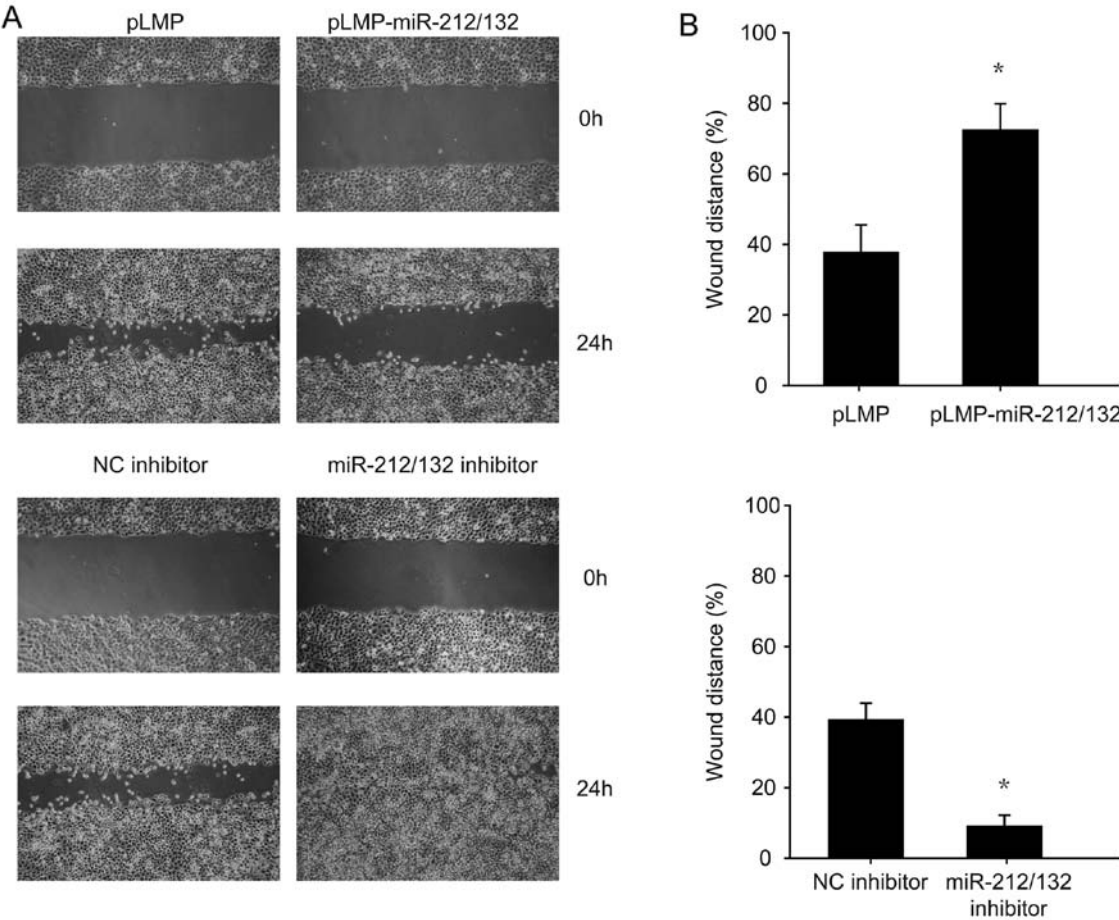 A
pLMP
pLMP-miR-212/132
0h
24h
NC inhibitor
miR-212/132 inhibitor
0h
24h
B
Wound distance (%)
100
80
60
40
20
0
*
pLMP
pLMP-miR-212/132
Wound distance (%)
100
80
60
40
20
0
*
NC inhibitor
miR-212/132
inhibitor